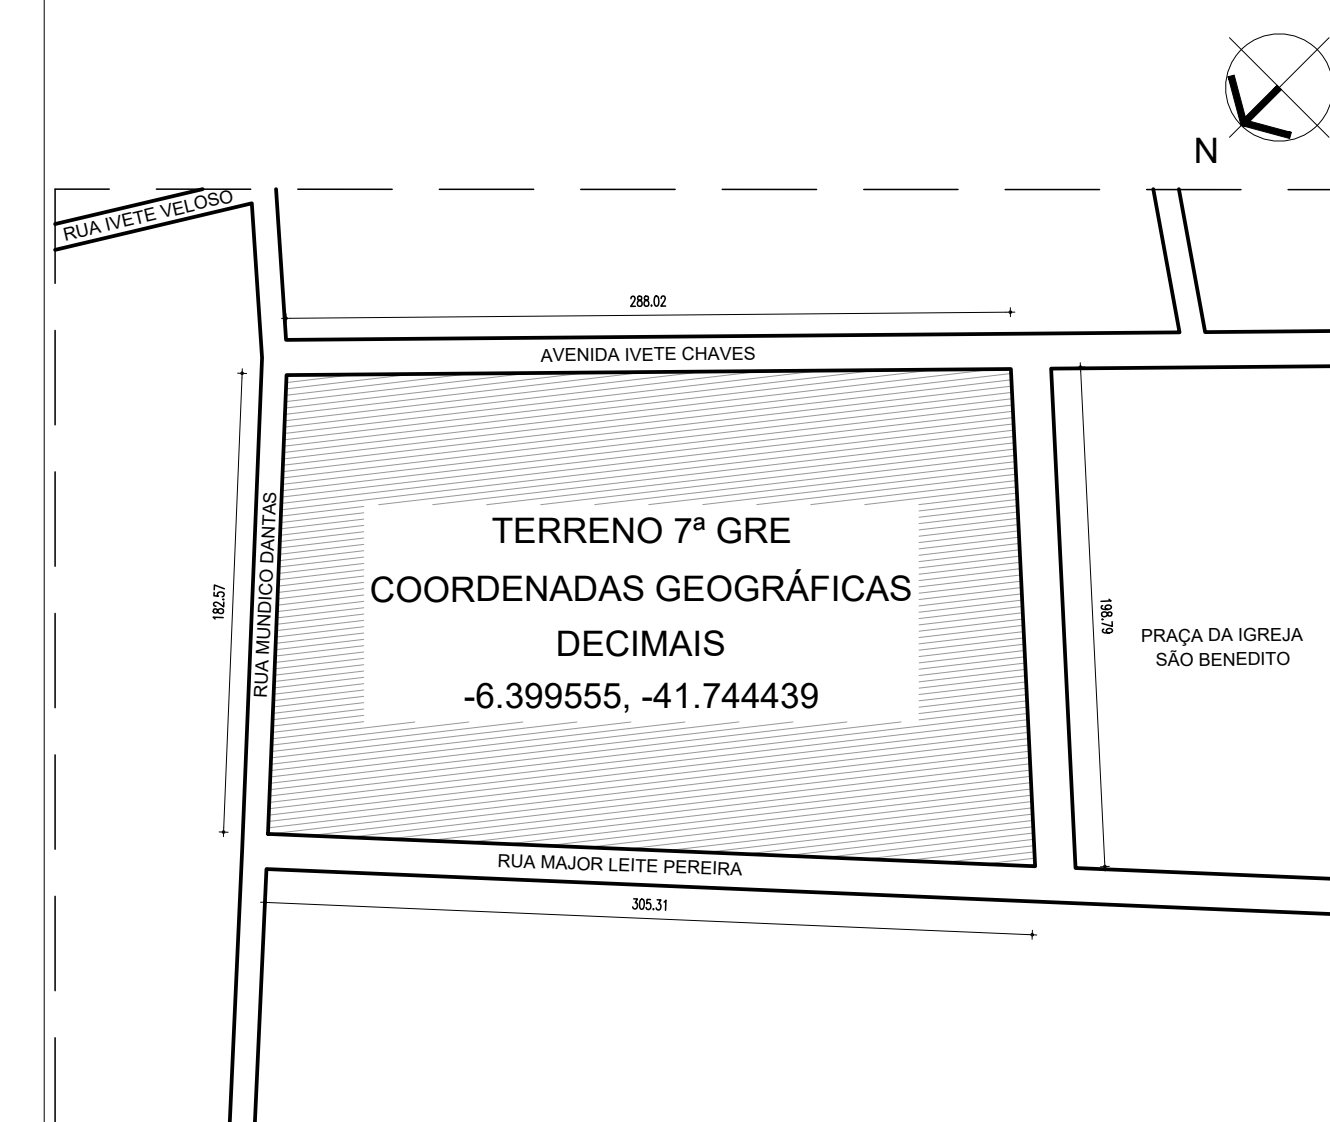 N
RUA IVETE VELOSO
288.02
AVENIDA IVETE CHAVES
RUA MUNDICO DANTAS
182.57
TERRENO 7ª GRE
COORDENADAS GEOGRÁFICAS
DECIMAIS
-6.399555, -41.744439
198.79
PRAÇA DA IGREJA
SÃO BENEDITO
RUA MAJOR LEITE PEREIRA
305.31